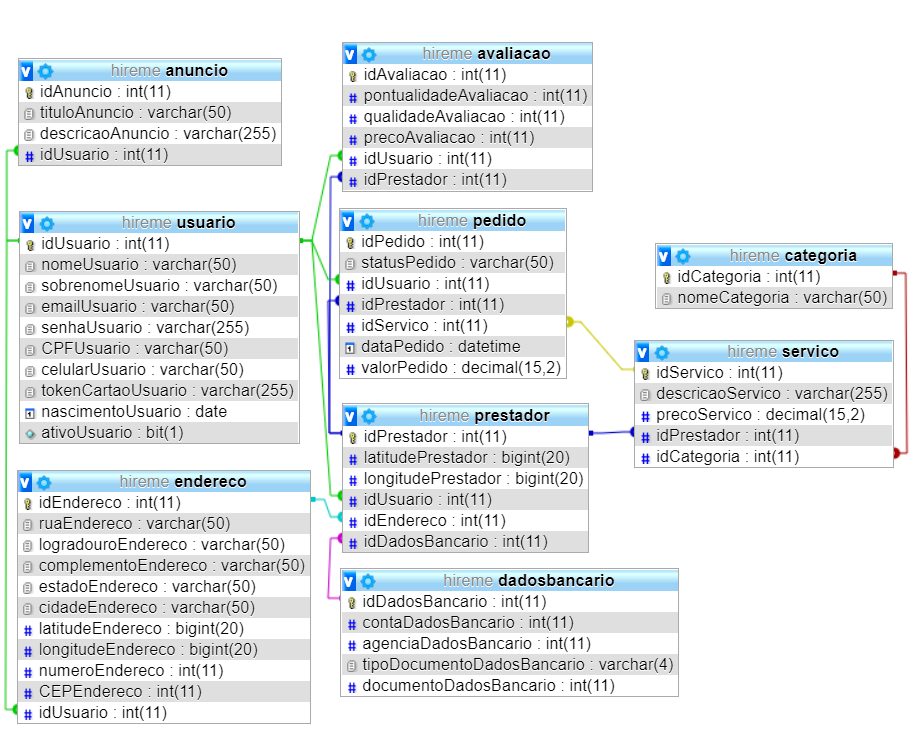 hireme anuncio
idAnuncio : int(11)
tituloAnuncio : varchar(50)
descricaoAnuncio : varchar(255)
idUsuario : int(11)
hireme usuario
idUsuario : int(11)
nomeUsuario : varchar(50)
sobrenomeUsuario : varchar(50)
emailUsuario : varchar(50)
senhaUsuario : varchar(255)
CPFUsuario : varchar(50)
celularUsuario : varchar(50)
tokenCartaoUsuario : varchar(255)
nascimentoUsuario : date
ativoUsuario : bit(1)
hireme endereco
idEndereco : int(11)
ruaEndereco : varchar(50)
logradouroEndereco : varchar(50)
complementoEndereco : varchar(50)
estadoEndereco : varchar(50)
cidadeEndereco : varchar(50)
latitudeEndereco : bigint(20)
longitudeEndereco : bigint(20)
numeroEndereco : int(11)
CEPEndereco : int(11)
idUsuario : int(11)
hireme avaliacao
idAvaliacao : int(11)
pontualidadeAvaliacao : int(11)
qualidadeAvaliacao : int(11)
precoAvaliacao : int(11)
idUsuario : int(11)
idPrestador : int(11)
hireme pedido
idPedido : int(11)
statusPedido : varchar(50)
idUsuario : int(11)
idPrestador : int(11)
idServico : int(11)
dataPedido : datetime
valorPedido : decimal(15,2)
hireme prestador
idPrestador : int(11)
latitudePrestador : bigint(20)
longitudePrestador : bigint(20)
idUsuario : int(11)
idEndereco : int(11)
idDadosBancario : int(11)
hireme dadosbancario
idDadosBancario : int(11)
contaDadosBancario : int(11)
agenciaDadosBancario : int(11)
tipoDocumentoDadosBancario : varchar(4)
documentoDadosBancario : int(11)
hireme categoria
idCategoria : int(11)
nomeCategoria : varchar(50)
hireme servico
idServico : int(11)
descricaoServico : varchar(255)
precoServico : decimal(15,2)
idPrestador : int(11)
idCategoria : int(11)